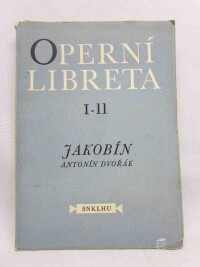 OPERNÍ
LIBRETA
I-11
JAKOBÍN
ANTONÍN DVOŘÁK
SNKLHU